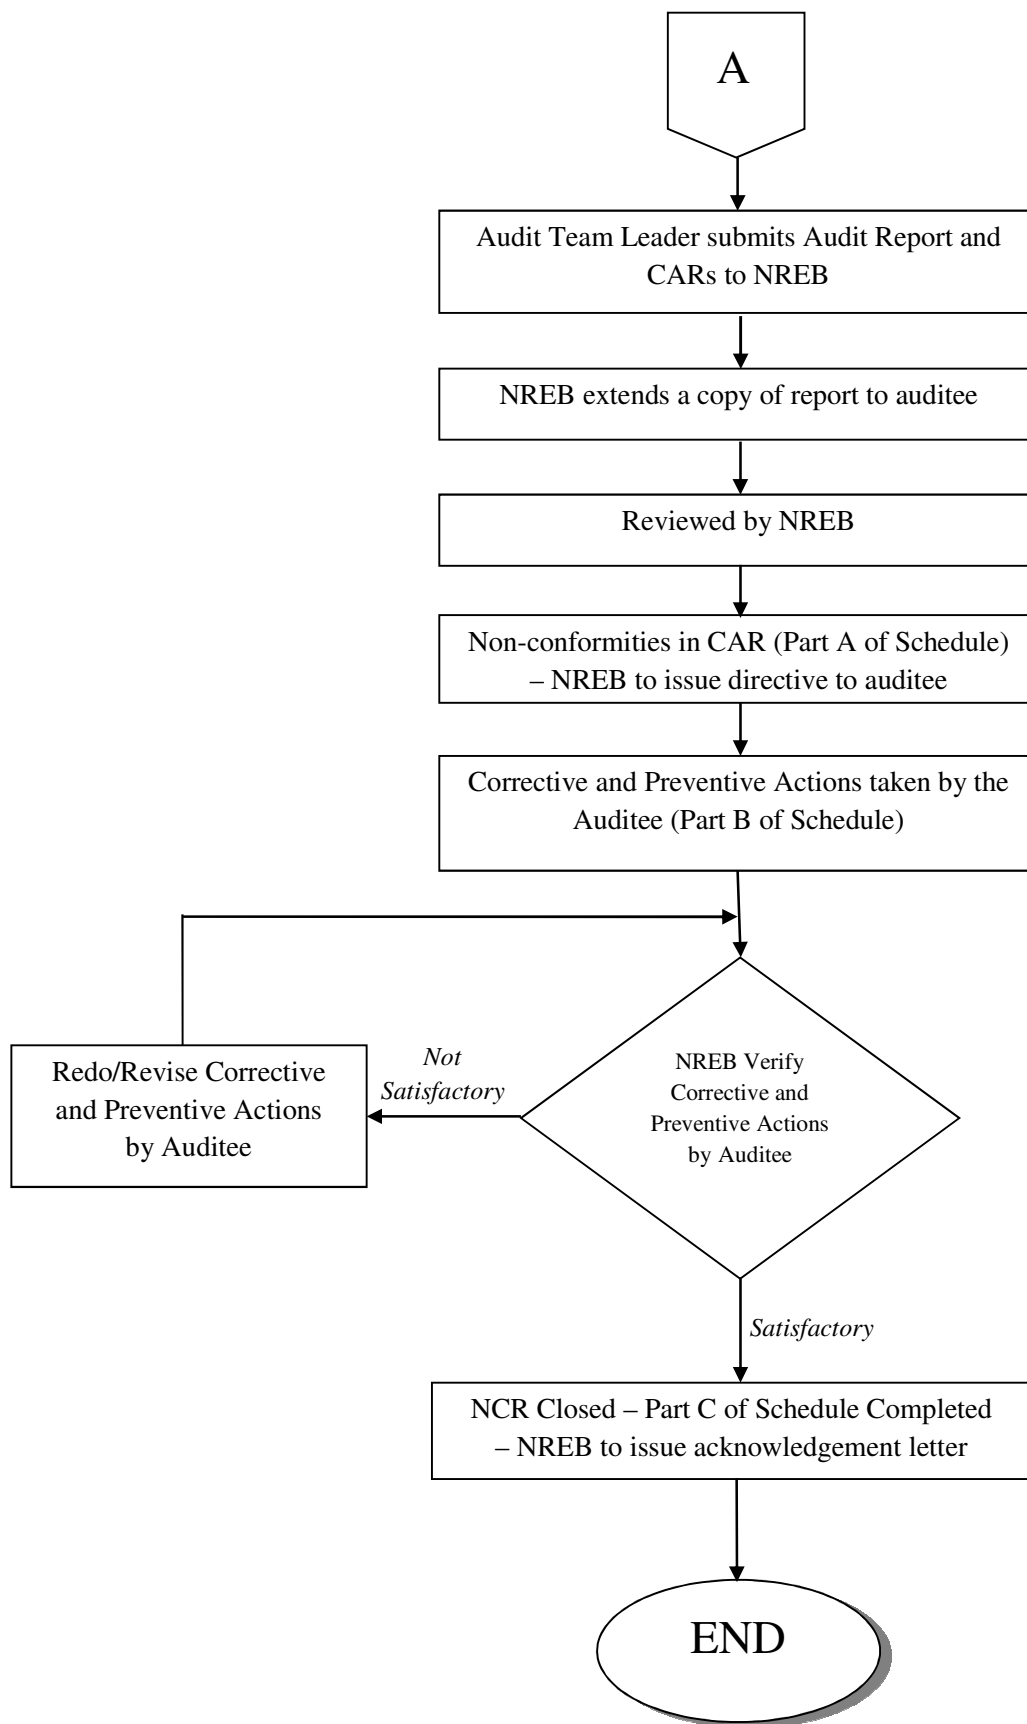 A
Audit Team Leader submits Audit Report and
CARs to NREB
NREB extends a copy of report to auditee
Reviewed by NREB
Non-conformities in CAR (Part A of Schedule)
– NREB to issue directive to auditee
Corrective and Preventive Actions taken by the
Auditee (Part B of Schedule)
Redo/Revise Corrective
and Preventive Actions
by Auditee
Not
Satisfactory
NREB Verify
Corrective and
Preventive Actions
by Auditee
Satisfactory
NCR Closed – Part C of Schedule Completed
– NREB to issue acknowledgement letter
END